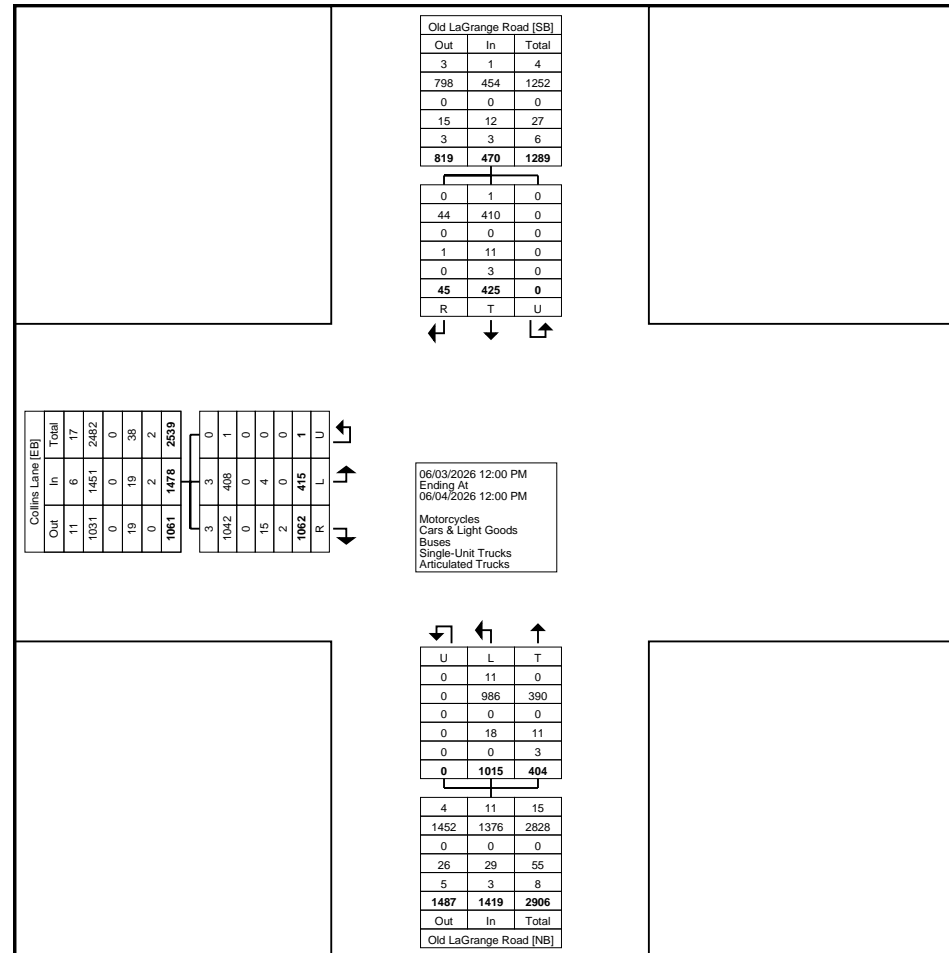 Old LaGrange Road [SB]
Out In Total
3 1 4
798 454 1252
0 0 0
15 12 27
3 3 6
819 470 1289
0 1 0
44 410 0
0 0 0
1 11 0
0 3 0
45 425 0
R T U
Collins Lane [EB]
Out In Total
11 6 17
1031 1451 2482
0 0 0
19 19 38
0 2 2
1061 1478 2539
3 3 0
1042 408 1
0 0 0
15 4 0
2 0 0
1062 415 1
R L U
06/03/2026 12:00 PM
Ending At
06/04/2026 12:00 PM
Motorcycles
Cars & Light Goods
Buses
Single-Unit Trucks
Articulated Trucks
U L T
0 11 0
0 986 390
0 0 0
0 18 11
0 0 3
0 1015 404
4 11 15
1452 1376 2828
0 0 0
26 29 55
5 3 8
1487 1419 2906
Out In Total
Old LaGrange Road [NB]